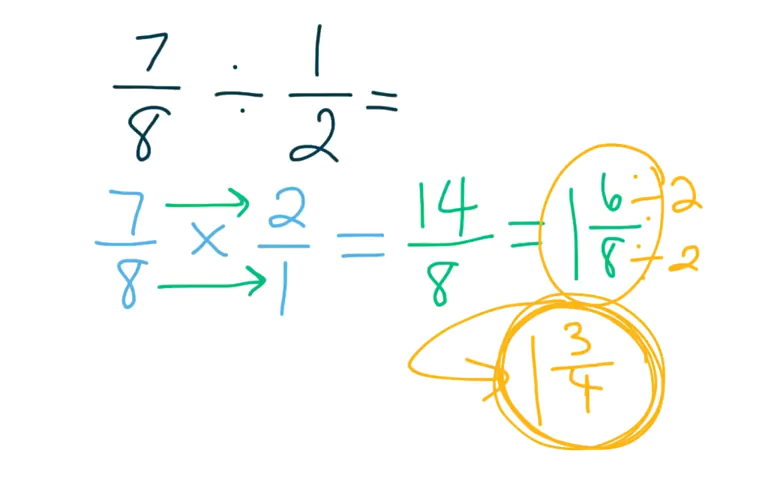 7/8 ÷ 1/2 =
7/8 × 2/1 = 14/8 = 1 6/8 ÷ 2 ÷ 2
1 3/4